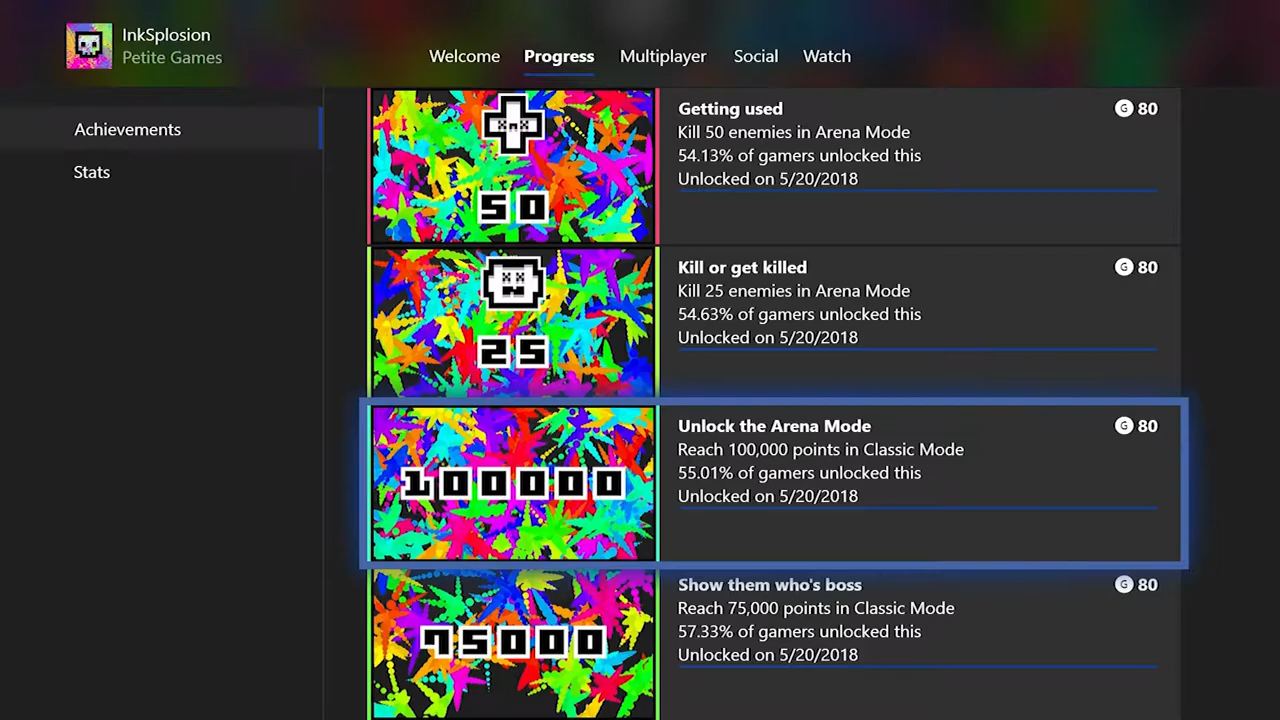 InkSplosion
Petite Games
Welcome Progress Multiplayer Social Watch
Achievements
Stats
50
Getting used
G 80
Kill 50 enemies in Arena Mode
54.13% of gamers unlocked this
Unlocked on 5/20/2018
25
Kill or get killed
G 80
Kill 25 enemies in Arena Mode
54.63% of gamers unlocked this
Unlocked on 5/20/2018
100000
Unlock the Arena Mode
G 80
Reach 100,000 points in Classic Mode
55.01% of gamers unlocked this
Unlocked on 5/20/2018
75000
Show them who's boss
G 80
Reach 75,000 points in Classic Mode
57.33% of gamers unlocked this
Unlocked on 5/20/2018